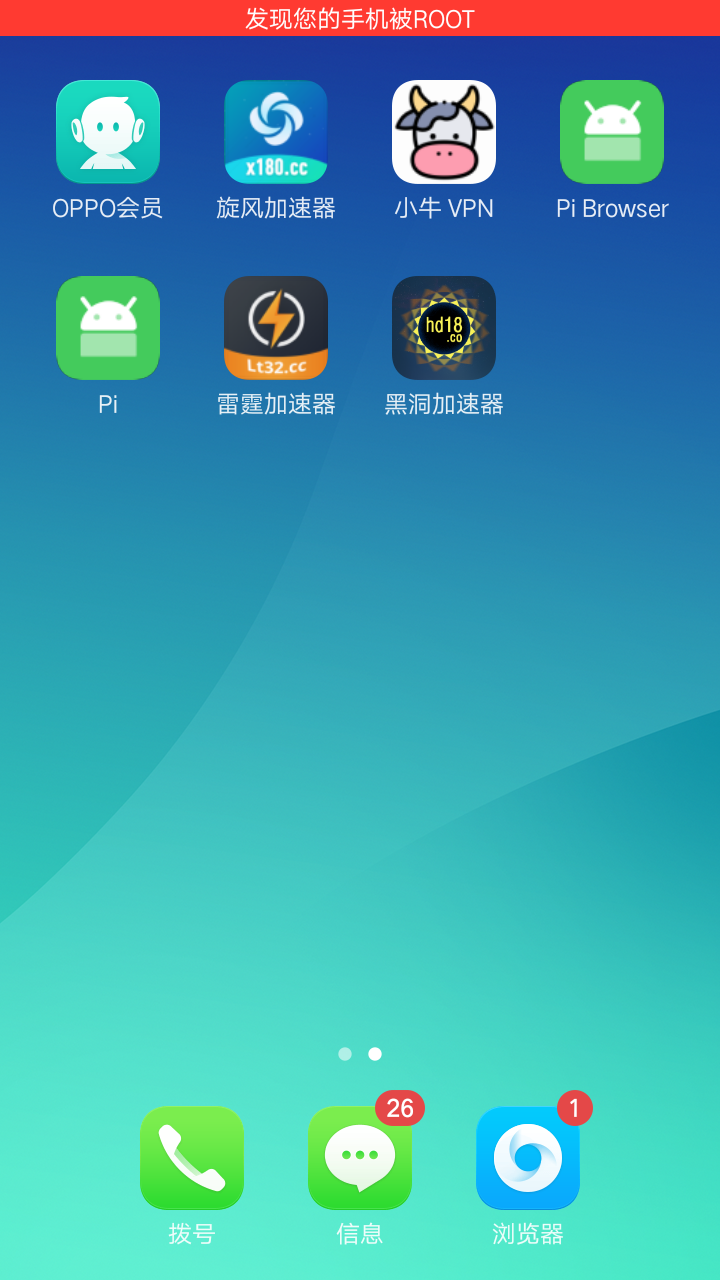 发现您的手机被ROOT
x180.cc
OPPO会员
旋风加速器
小牛 VPN
Pi Browser
Lt32.cc
hd18
.co
Pi
雷霆加速器
黑洞加速器
26
1
拨号
信息
浏览器